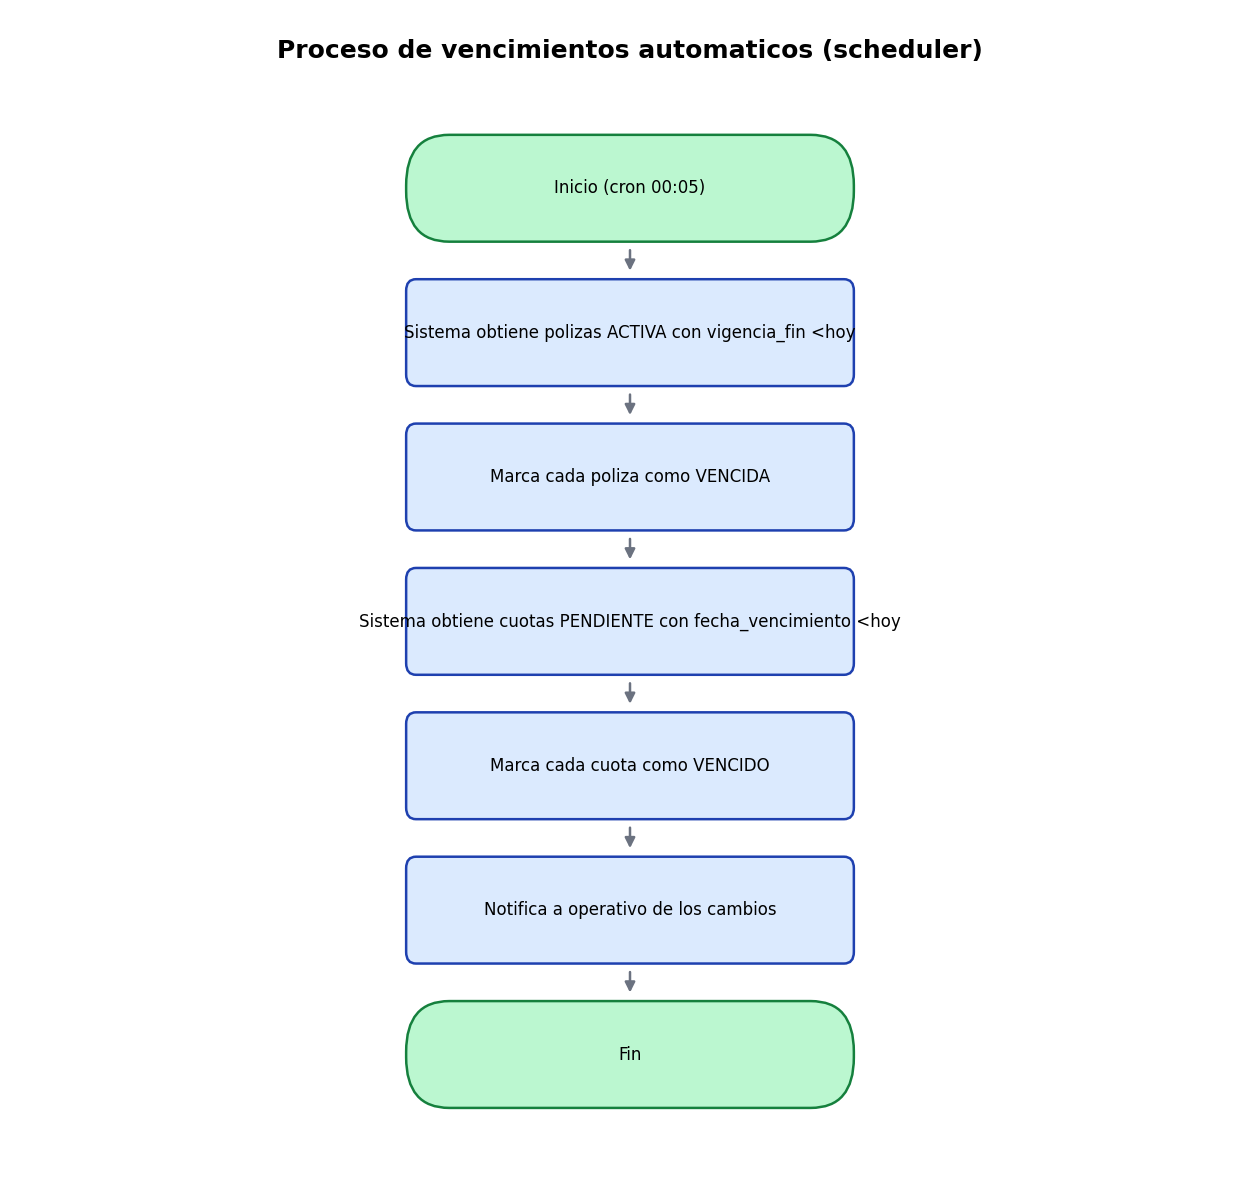 Proceso de vencimientos automaticos (scheduler)
Inicio (cron 00:05)
Sistema obtiene polizas ACTIVA con vigencia_fin <hoy
Marca cada poliza como VENCIDA
Sistema obtiene cuotas PENDIENTE con fecha_vencimiento <hoy
Marca cada cuota como VENCIDO
Notifica a operativo de los cambios
Fin